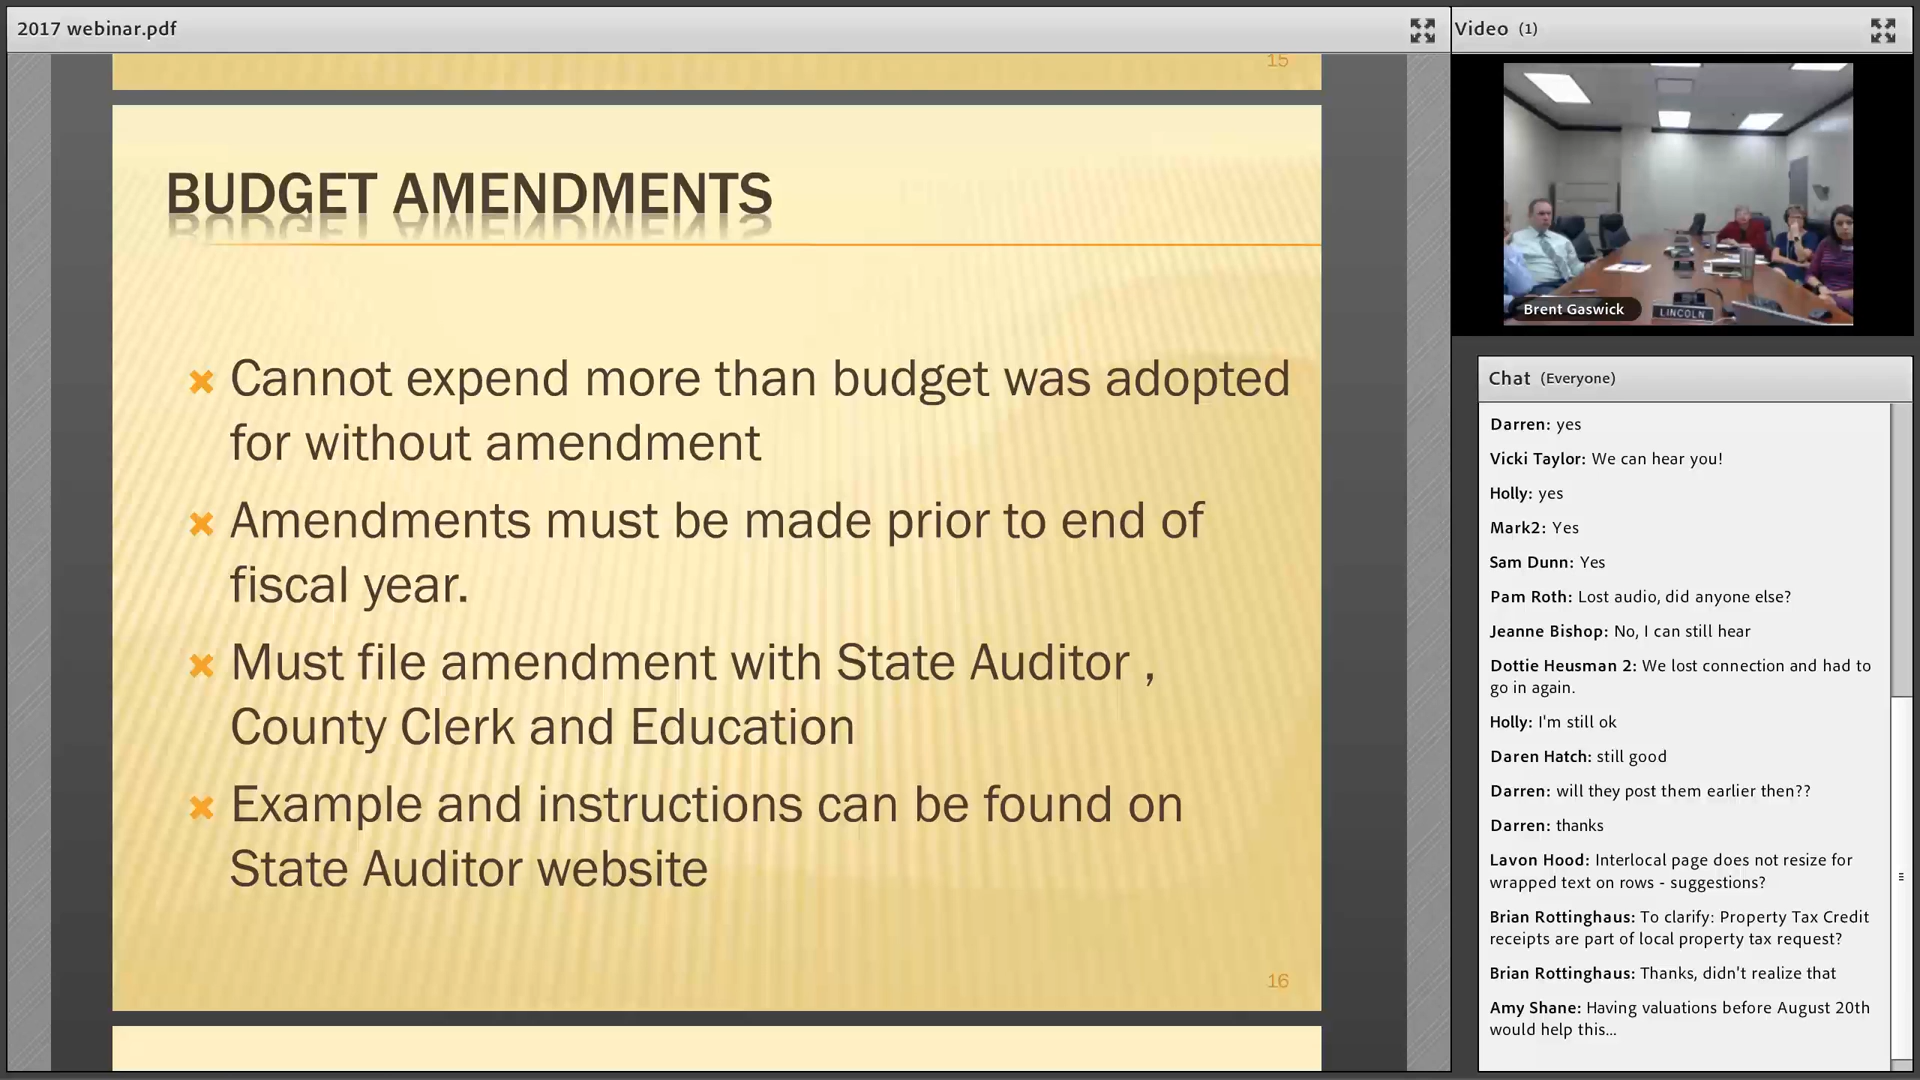 2017 webinar.pdf
15
BUDGET AMENDMENTS
Cannot expend more than budget was adopted
for without amendment
Amendments must be made prior to end of
fiscal year.
Must file amendment with State Auditor ,
County Clerk and Education
Example and instructions can be found on
State Auditor website
16
Video (1)
Brent Gaswick
LINCOLN
Chat (Everyone)
Darren: yes
Vicki Taylor: We can hear you!
Holly: yes
Mark2: Yes
Sam Dunn: Yes
Pam Roth: Lost audio, did anyone else?
Jeanne Bishop: No, I can still hear
Dottie Heusman 2: We lost connection and had to
go in again.
Holly: I'm still ok
Daren Hatch: still good
Darren: will they post them earlier then??
Darren: thanks
Lavon Hood: Interlocal page does not resize for
wrapped text on rows - suggestions?
Brian Rottinghaus: To clarify: Property Tax Credit
receipts are part of local property tax request?
Brian Rottinghaus: Thanks, didn't realize that
Amy Shane: Having valuations before August 20th
would help this...